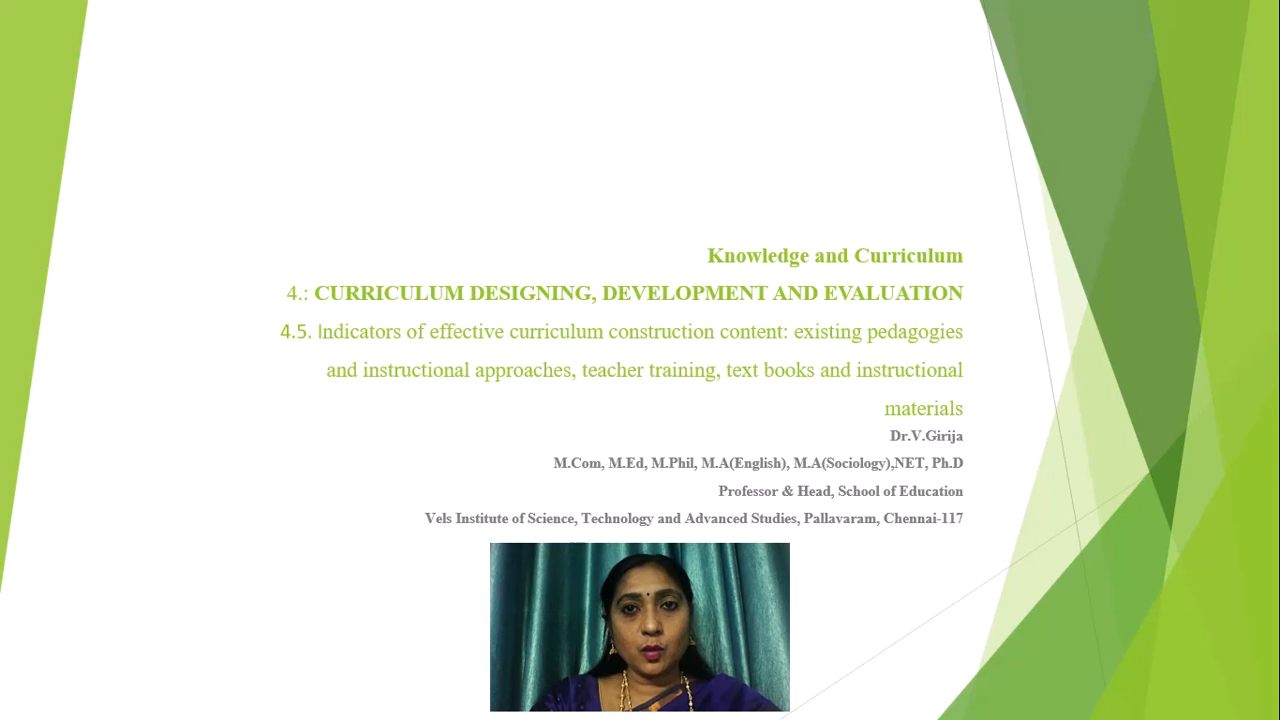 Knowledge and Curriculum
4.: CURRICULUM DESIGNING, DEVELOPMENT AND EVALUATION
4.5. Indicators of effective curriculum construction content: existing pedagogies
and instructional approaches, teacher training, text books and instructional
materials
Dr.V.Girija
M.Com, M.Ed, M.Phil, M.A(English), M.A(Sociology),NET, Ph.D
Professor & Head, School of Education
Vels Institute of Science, Technology and Advanced Studies, Pallavaram, Chennai-117